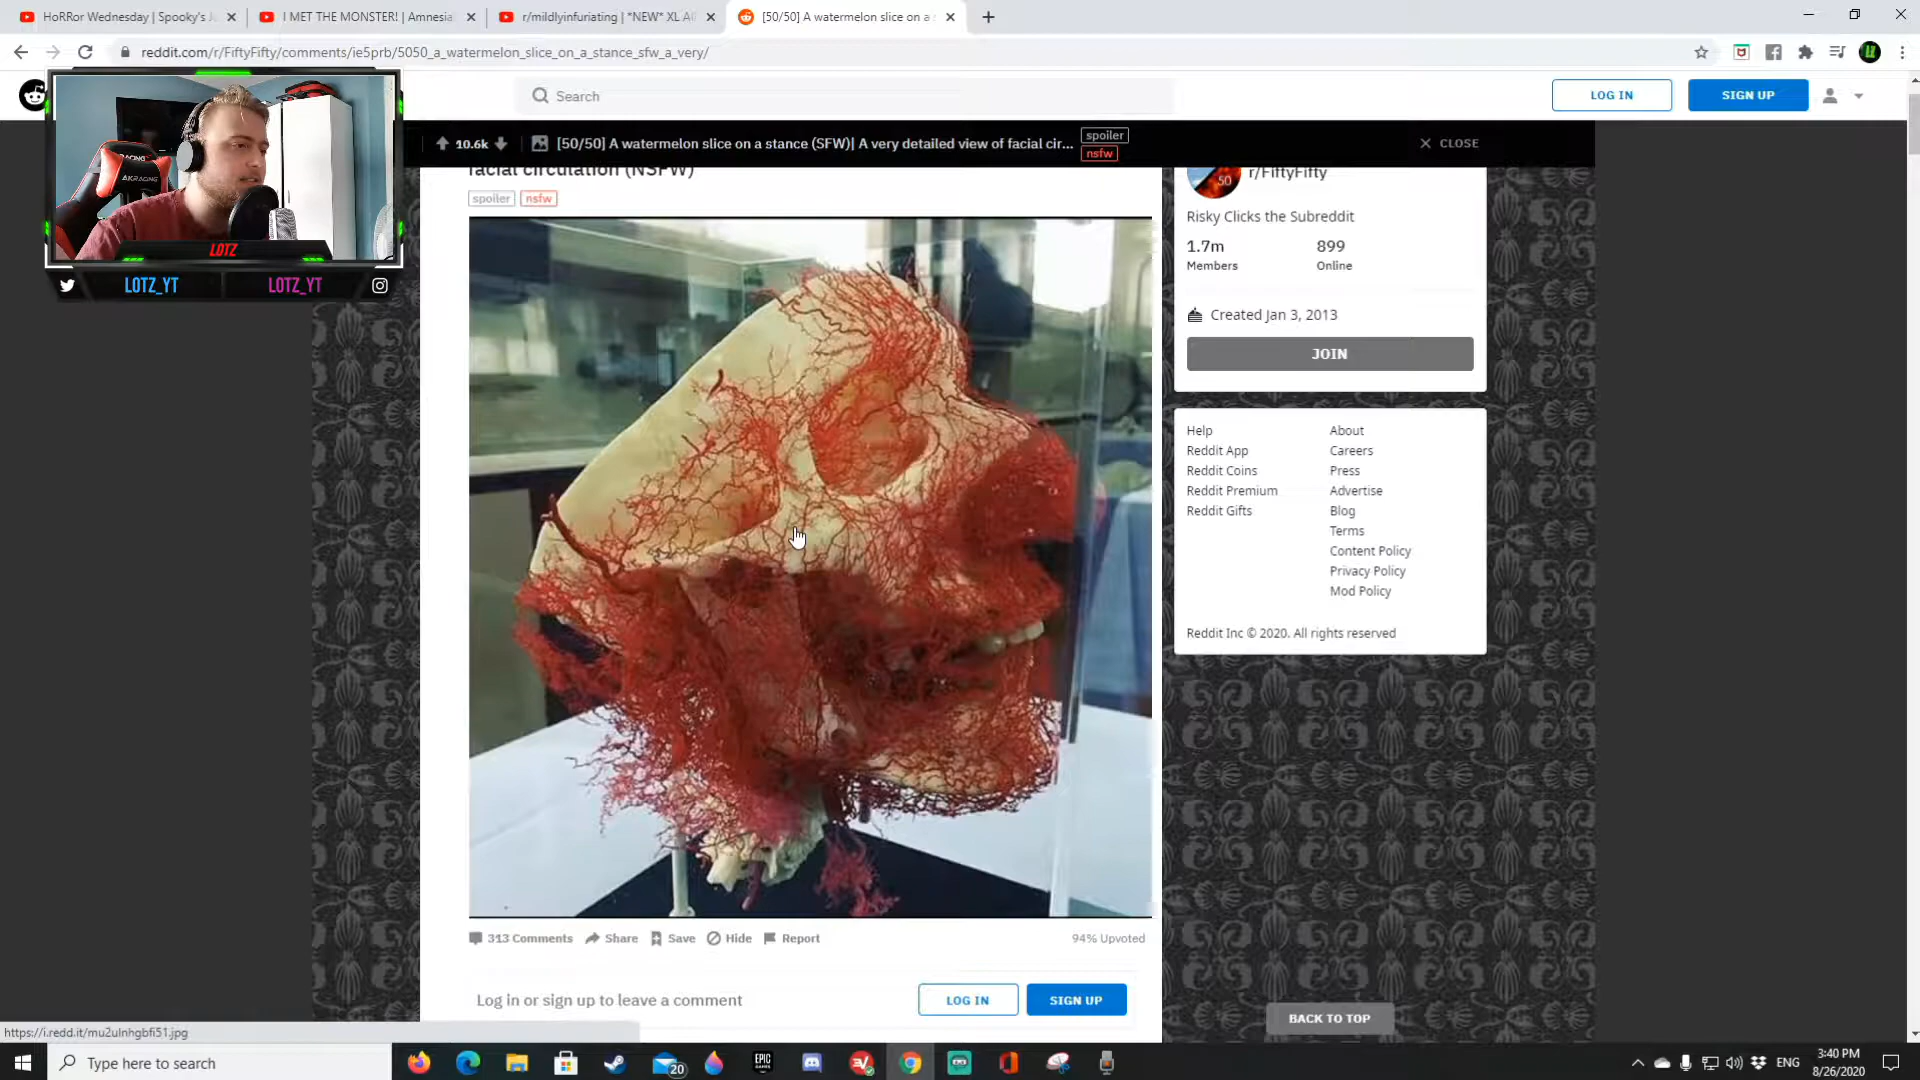 HoRRor Wednesday | Spooky's J
I MET THE MONSTER! | Amnesia
r/mildlyinfuriating | *NEW* XL
[50/50] A watermelon slice on a
reddit.com/r/FiftyFifty/comments/ie5prb/5050_a_watermelon_slice_on_a_stance_sfw_a_very/
Search
LOG IN
SIGN UP
10.6k
[50/50] A watermelon slice on a stance (SFW)| A very detailed view of facial cir...
spoiler
nsfw
CLOSE
facial circulation (NSFW)
spoiler nsfw
AKRACING
LOTZ
LOTZ_YT
LOTZ_YT
50
r/FiftyFifty
Risky Clicks the Subreddit
1.7m
Members
899
Online
Created Jan 3, 2013
JOIN
Help
Reddit App
Reddit Coins
Reddit Premium
Reddit Gifts
About
Careers
Press
Advertise
Blog
Terms
Content Policy
Privacy Policy
Mod Policy
Reddit Inc © 2020. All rights reserved
313 Comments Share Save Hide Report
94% Upvoted
Log in or sign up to leave a comment
LOG IN
SIGN UP
BACK TO TOP
https://i.redd.it/mu2ulnhgbfi51.jpg
Type here to search
20
EPIC
GAMES
ENG
3:40 PM
8/26/2020